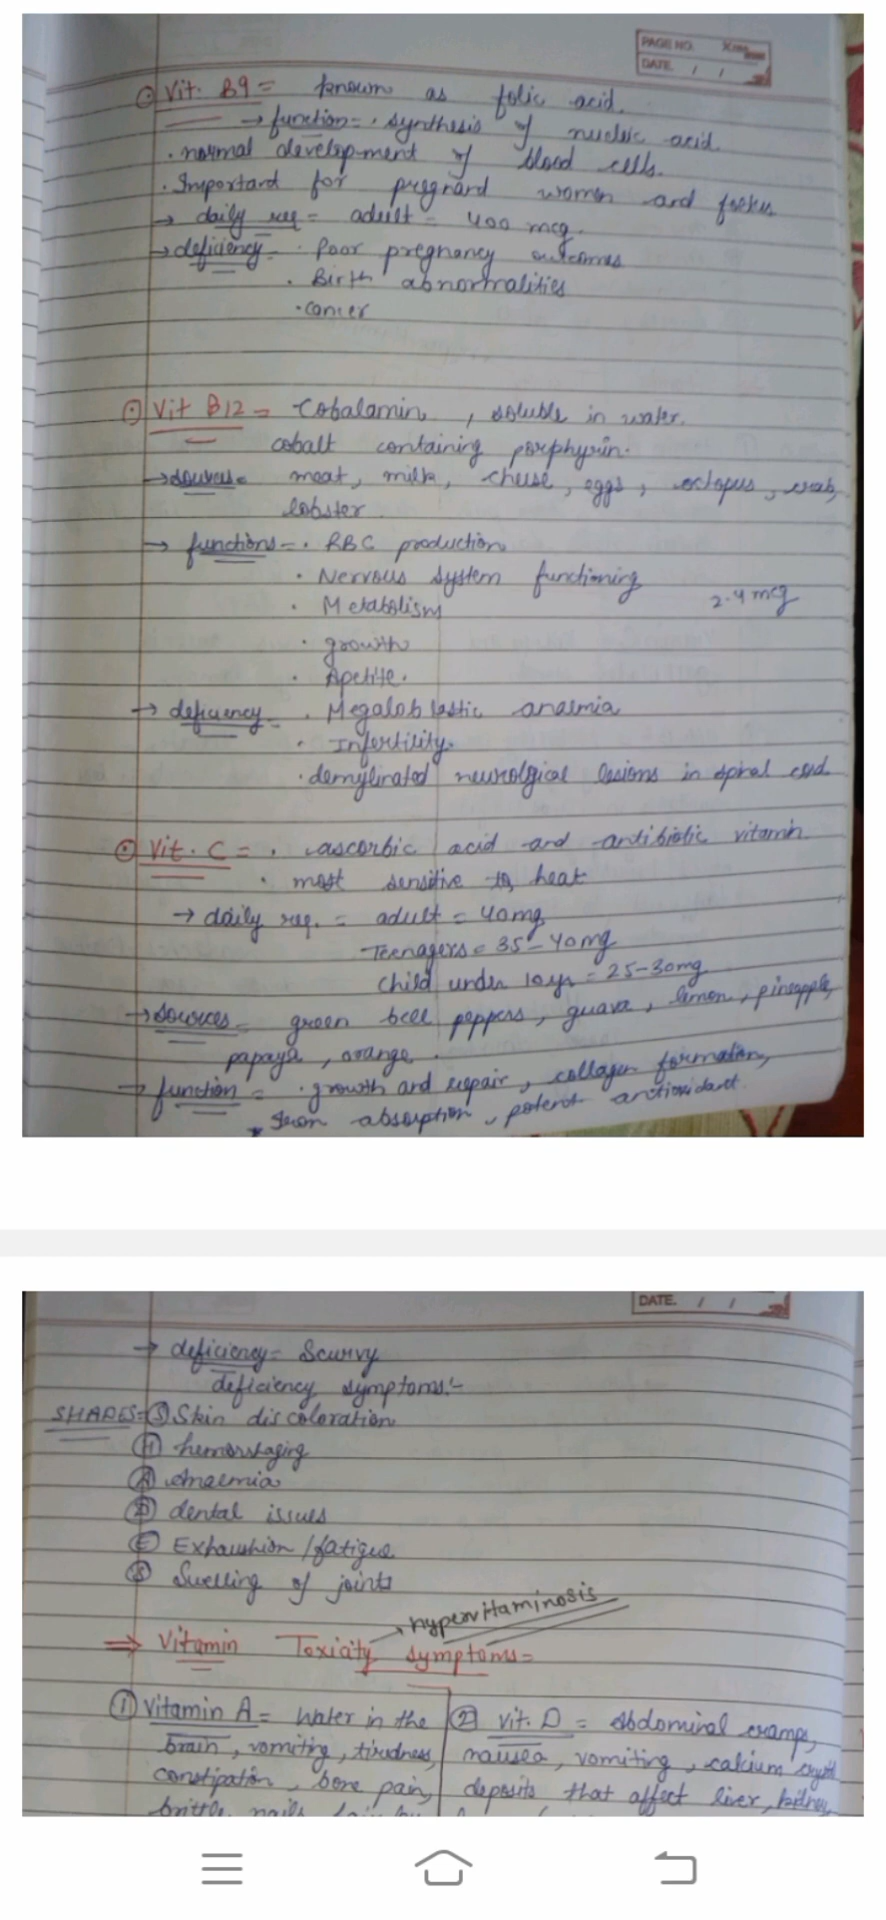 PAGE NO.
DATE / /
⊙ Vit. B9 = known as folic acid.
→ function = • synthesis of nucleic acid.
• normal development of blood cells.
• Importand for pregnard women and foetus
→ daily req = adult = 400 mcg.
→ deficiency = • Poor pregnancy outcomes
• Birth abnormalities
• cancer
⊙ Vit B12 = Cobalamin, soluble in water.
cobalt containing porphyrin.
→ sources = meat, milk, cheese, eggs, octopus, crab,
lobster
→ functions = • RBC production
• Nervous system functioning
• Metabolism
2.4 mcg
• growth
• Apetite.
→ deficiency = • Megaloblastic anaemia
• Infertility.
• demylinated neurolgical lesions in spinal cord
⊙ Vit. C = • ascorbic acid and antibiotic vitamin
• most sensitive to heat
→ daily req. = adult = 40mg
Teenagers = 35-40mg
child under 10yr = 25-30mg
→ sources = green bell peppers, guava, lemon, pineapple,
papaya, orange.
→ function = • growth and repair, collagen formation,
• Iron absorption, potent antioxidant.
DATE. / /
→ deficiency = Scurvy
deficiency symptoms:-
SHADES = Ⓢ Skin discoloration
Ⓗ hemorrhaging
Ⓐ Anaemia
Ⓓ dental issues
Ⓔ Exhaushion /fatigue
Ⓢ Swelling of joints
→ hypervitaminosis
⇒ Vitamin Toxicity symptoms =
① Vitamin A = Water in the
brain, vomiting, tiredness,
constipation, bone pain,
brittle nails
② vit. D = Abdominal cramps,
nausea, vomiting, calcium
deposits that affect liver, kidney,